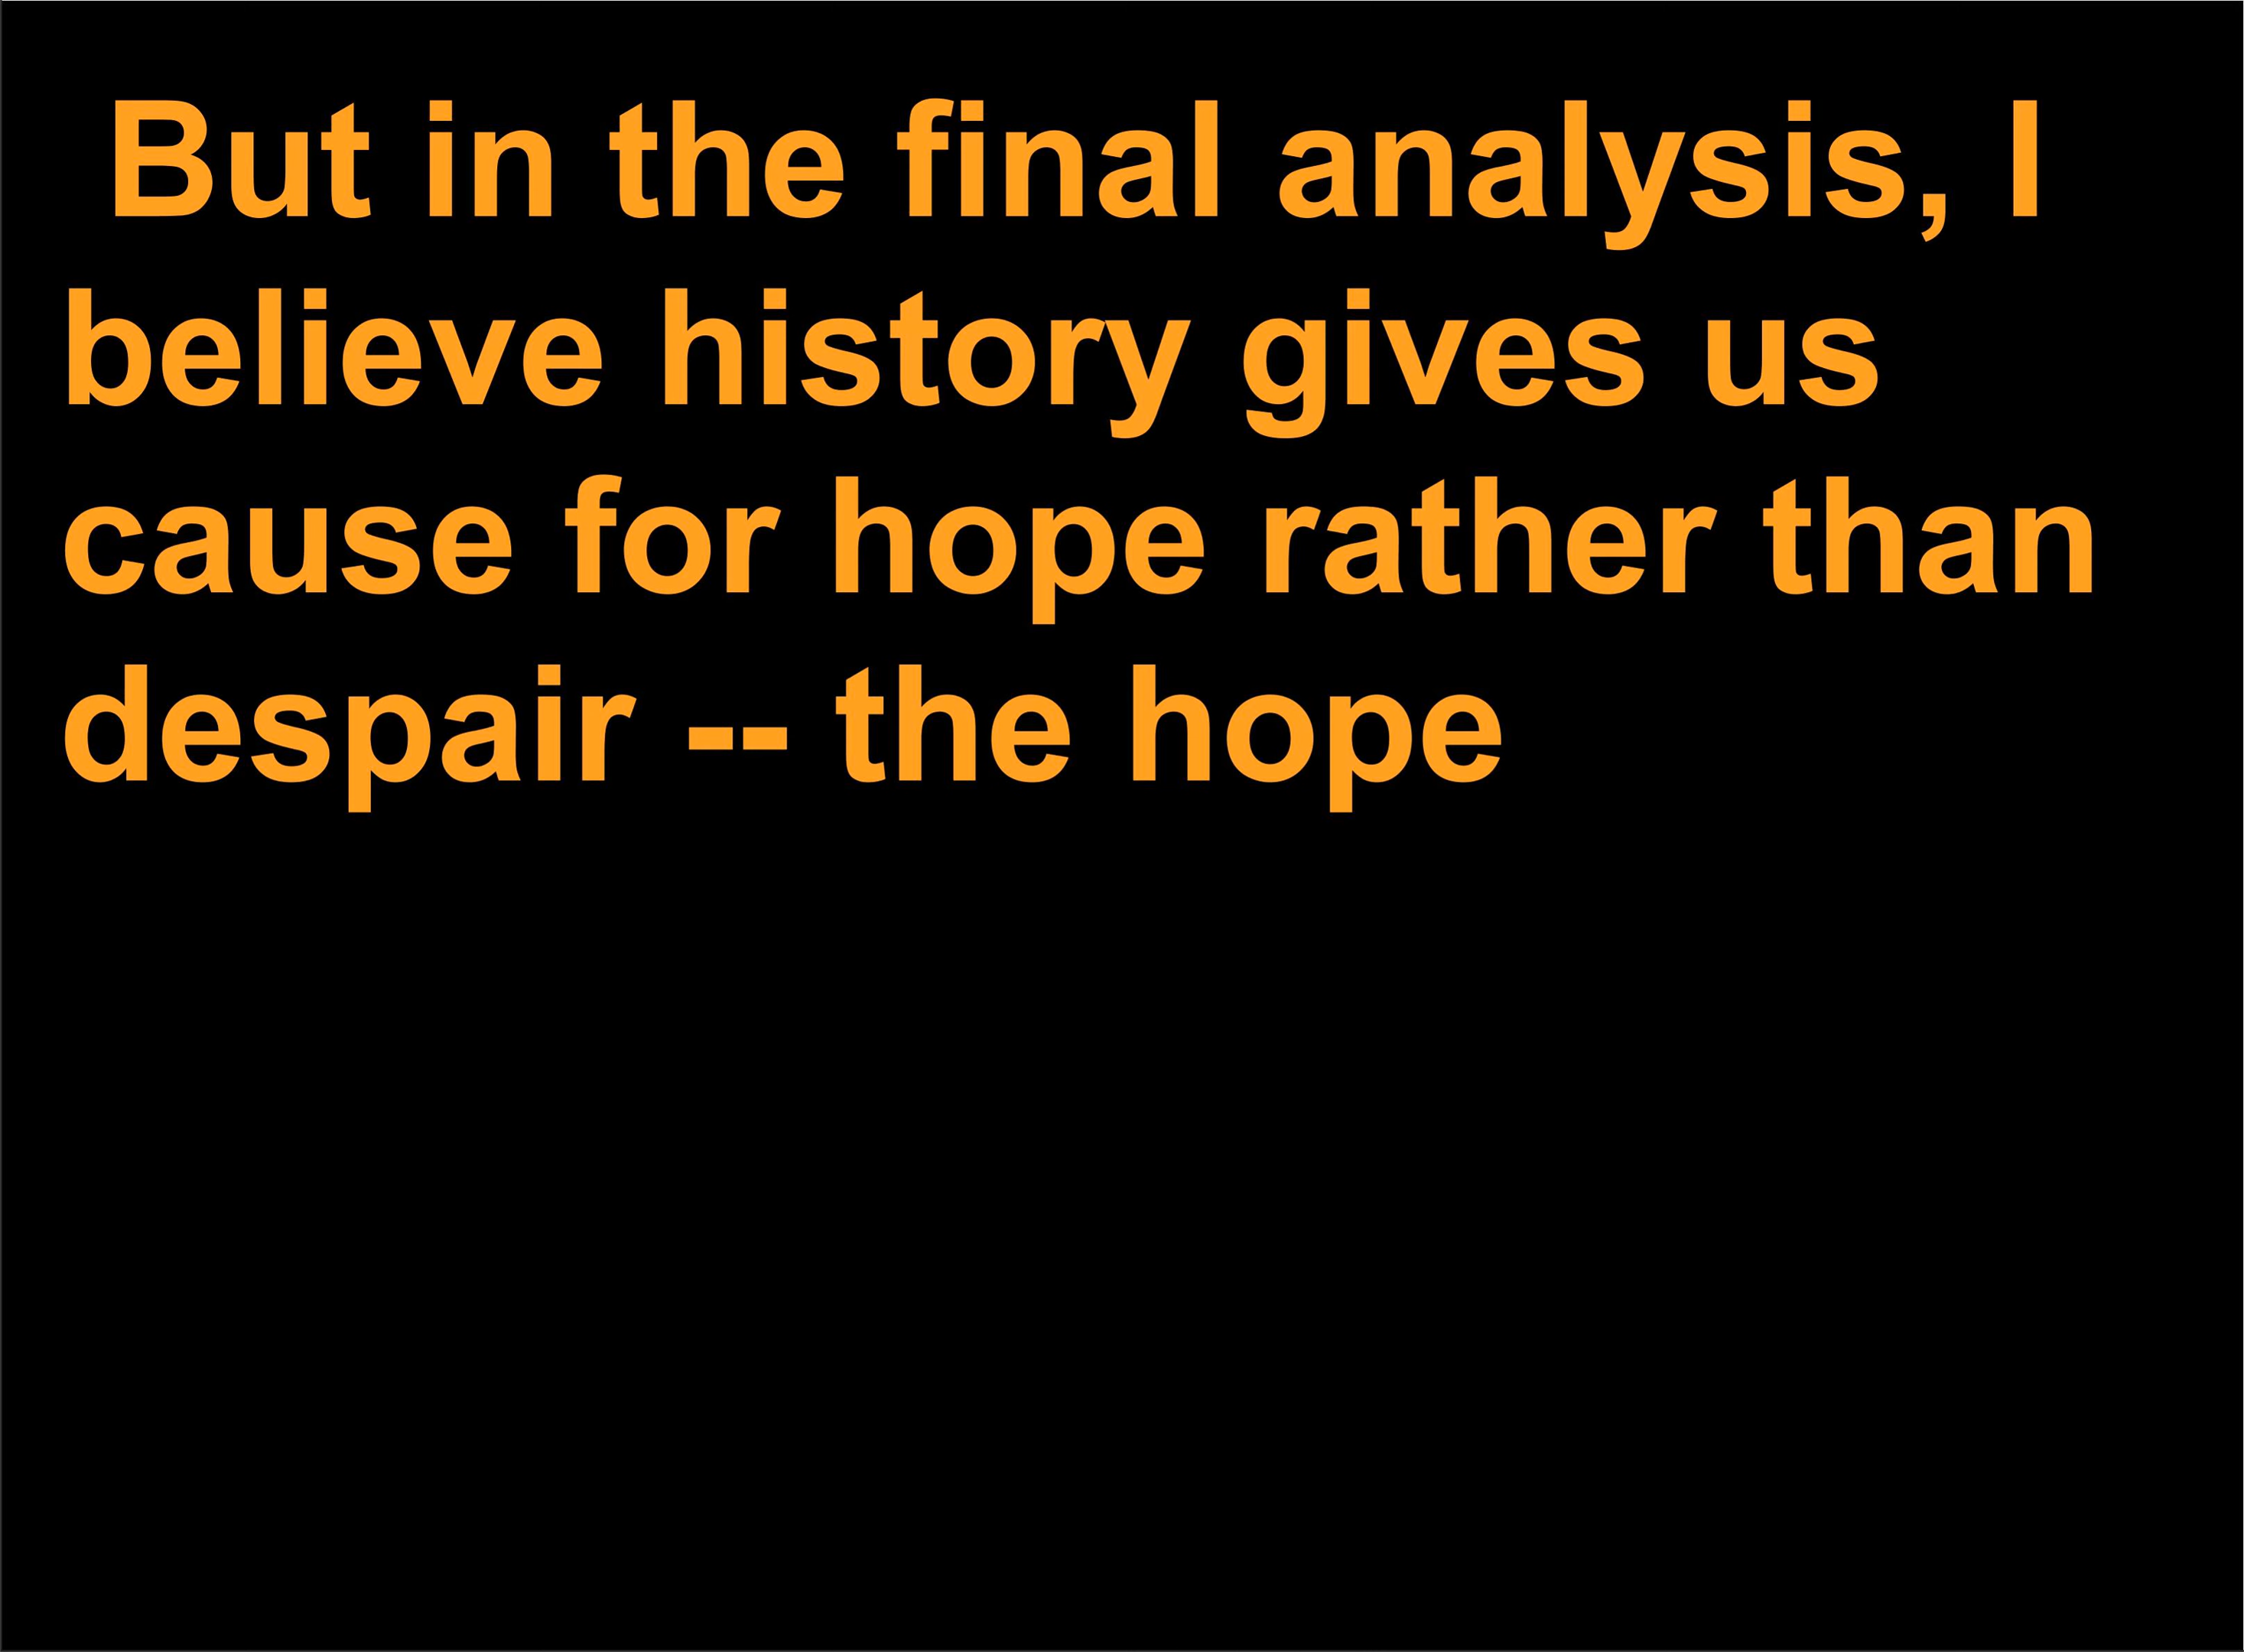 But in the final analysis, I
believe history gives us
cause for hope rather than
despair -- the hope